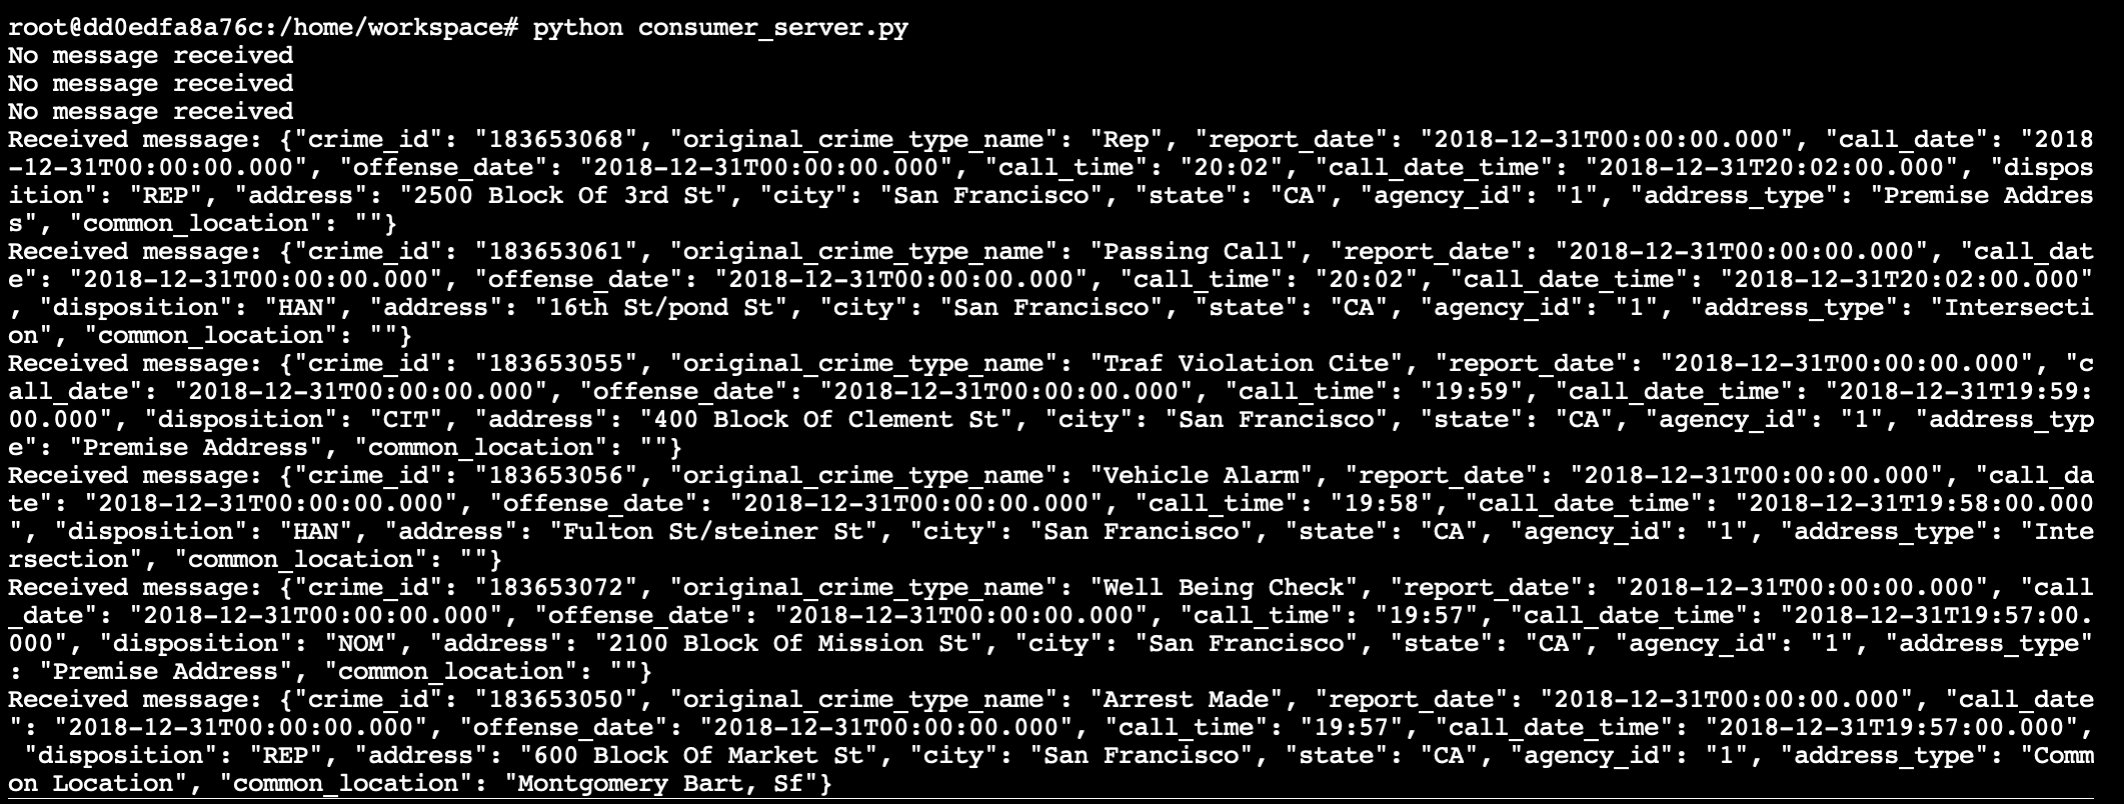 root@dd0edfa8a76c:/home/workspace# python consumer_server.py
No message received
No message received
No message received
Received message: {"crime_id": "183653068", "original_crime_type_name": "Rep", "report_date": "2018-12-31T00:00:00.000", "call_date": "2018
-12-31T00:00:00.000", "offense_date": "2018-12-31T00:00:00.000", "call_time": "20:02", "call_date_time": "2018-12-31T20:02:00.000", "dispos
ition": "REP", "address": "2500 Block Of 3rd St", "city": "San Francisco", "state": "CA", "agency_id": "1", "address_type": "Premise Addres
s", "common_location": ""}
Received message: {"crime_id": "183653061", "original_crime_type_name": "Passing Call", "report_date": "2018-12-31T00:00:00.000", "call_dat
e": "2018-12-31T00:00:00.000", "offense_date": "2018-12-31T00:00:00.000", "call_time": "20:02", "call_date_time": "2018-12-31T20:02:00.000"
, "disposition": "HAN", "address": "16th St/pond St", "city": "San Francisco", "state": "CA", "agency_id": "1", "address_type": "Intersecti
on", "common_location": ""}
Received message: {"crime_id": "183653055", "original_crime_type_name": "Traf Violation Cite", "report_date": "2018-12-31T00:00:00.000", "c
all_date": "2018-12-31T00:00:00.000", "offense_date": "2018-12-31T00:00:00.000", "call_time": "19:59", "call_date_time": "2018-12-31T19:59:
00.000", "disposition": "CIT", "address": "400 Block Of Clement St", "city": "San Francisco", "state": "CA", "agency_id": "1", "address_typ
e": "Premise Address", "common_location": ""}
Received message: {"crime_id": "183653056", "original_crime_type_name": "Vehicle Alarm", "report_date": "2018-12-31T00:00:00.000", "call_da
te": "2018-12-31T00:00:00.000", "offense_date": "2018-12-31T00:00:00.000", "call_time": "19:58", "call_date_time": "2018-12-31T19:58:00.000
", "disposition": "HAN", "address": "Fulton St/steiner St", "city": "San Francisco", "state": "CA", "agency_id": "1", "address_type": "Inte
rsection", "common_location": ""}
Received message: {"crime_id": "183653072", "original_crime_type_name": "Well Being Check", "report_date": "2018-12-31T00:00:00.000", "call
_date": "2018-12-31T00:00:00.000", "offense_date": "2018-12-31T00:00:00.000", "call_time": "19:57", "call_date_time": "2018-12-31T19:57:00.
000", "disposition": "NOM", "address": "2100 Block Of Mission St", "city": "San Francisco", "state": "CA", "agency_id": "1", "address_type"
: "Premise Address", "common_location": ""}
Received message: {"crime_id": "183653050", "original_crime_type_name": "Arrest Made", "report_date": "2018-12-31T00:00:00.000", "call_date
": "2018-12-31T00:00:00.000", "offense_date": "2018-12-31T00:00:00.000", "call_time": "19:57", "call_date_time": "2018-12-31T19:57:00.000",
 "disposition": "REP", "address": "600 Block Of Market St", "city": "San Francisco", "state": "CA", "agency_id": "1", "address_type": "Comm
on Location", "common_location": "Montgomery Bart, Sf"}